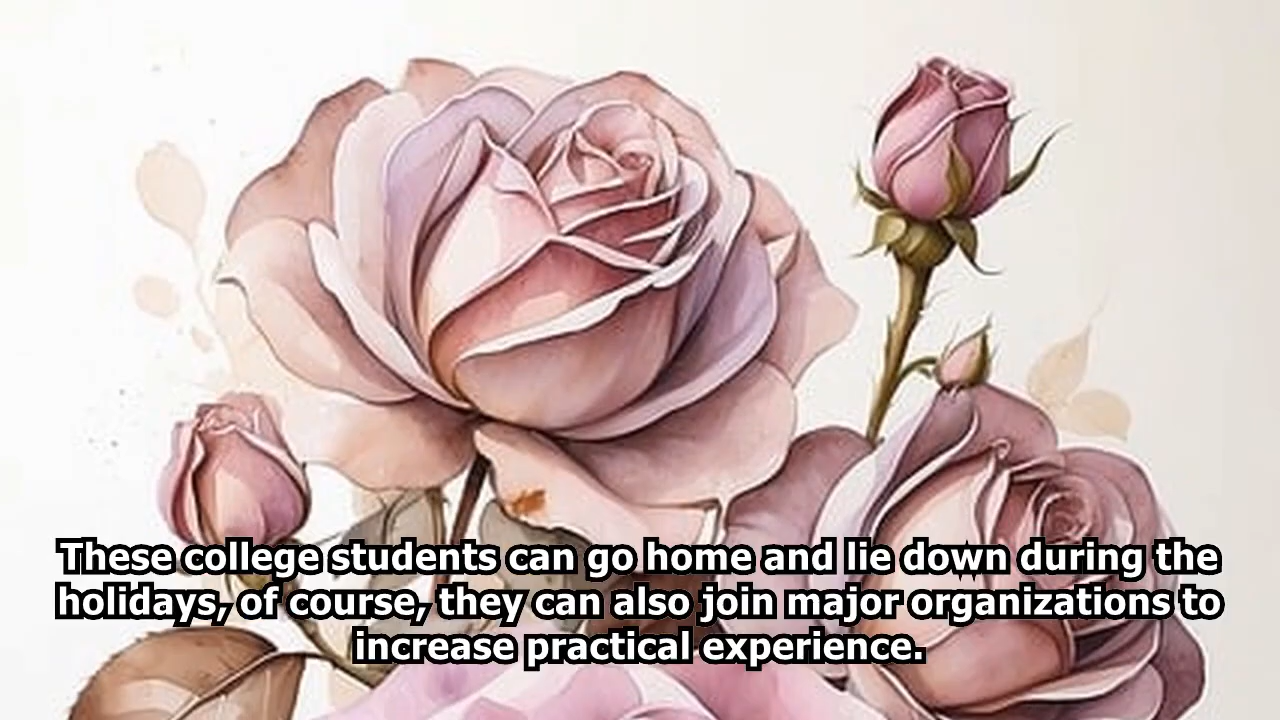 These college students can go home and lie down during the
holidays, of course, they can also join major organizations to
increase practical experience.